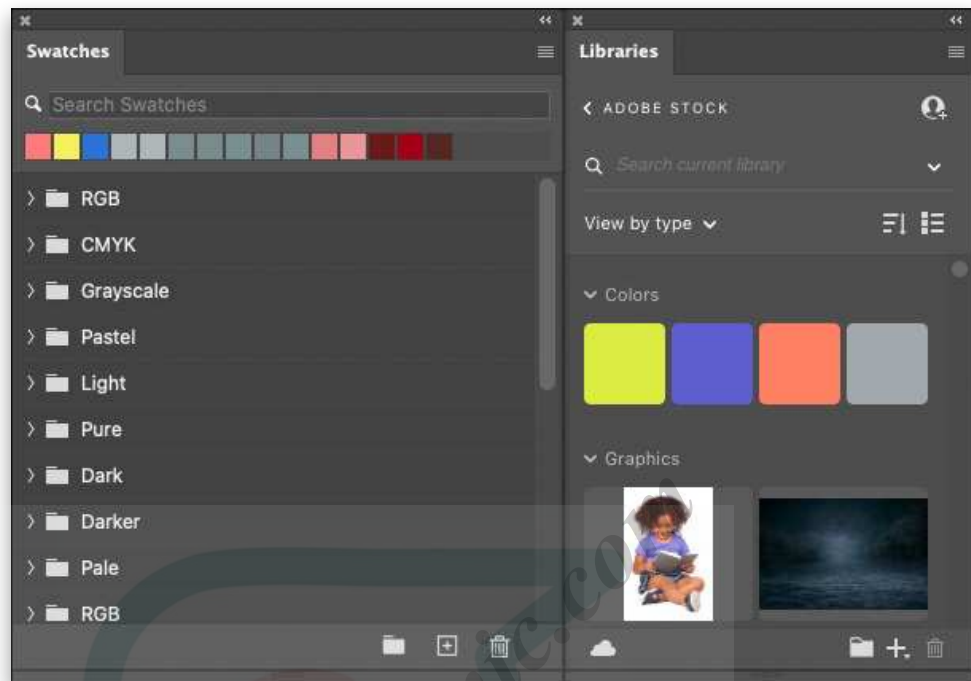 Swatches
Search Swatches
RGB
CMYK
Grayscale
Pastel
Light
Pure
Dark
Darker
Pale
RGB
Libraries
ADOBE STOCK
Search current library
View by type
Colors
Graphics